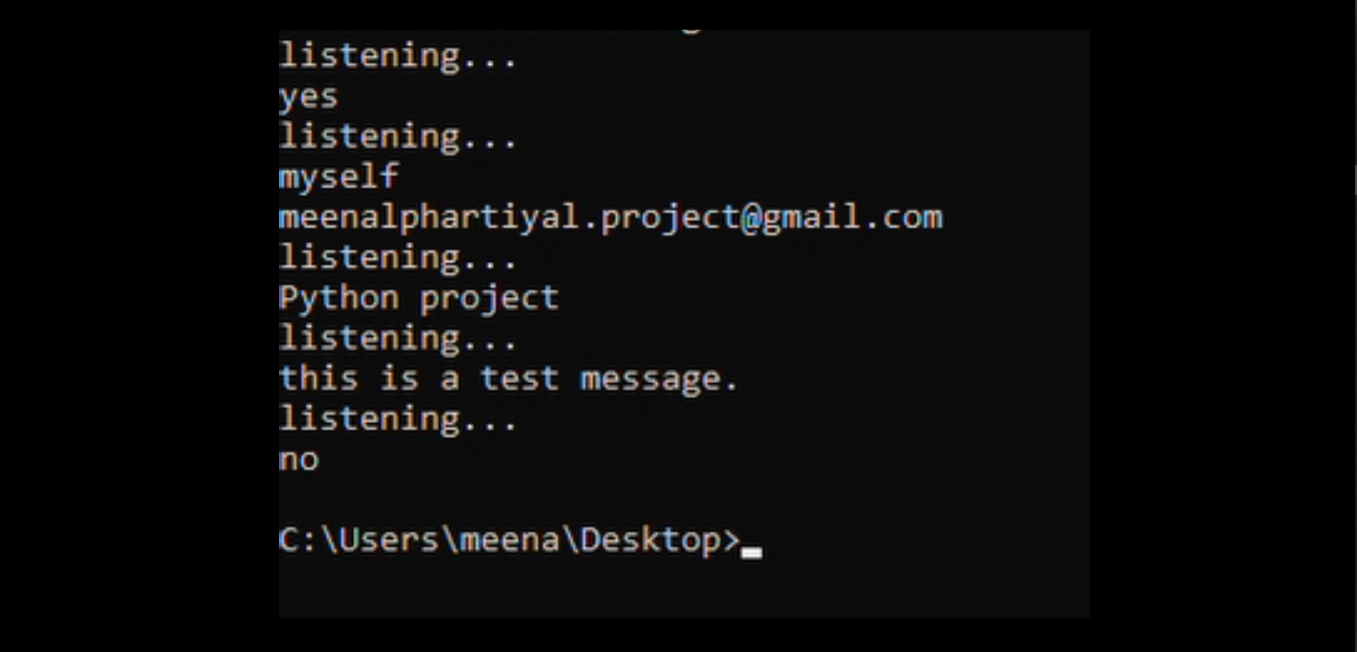 listening...
yes
listening...
myself
meenalphartiyal.project@gmail.com
listening...
Python project
listening...
this is a test message.
listening...
no
C:\Users\meena\Desktop>